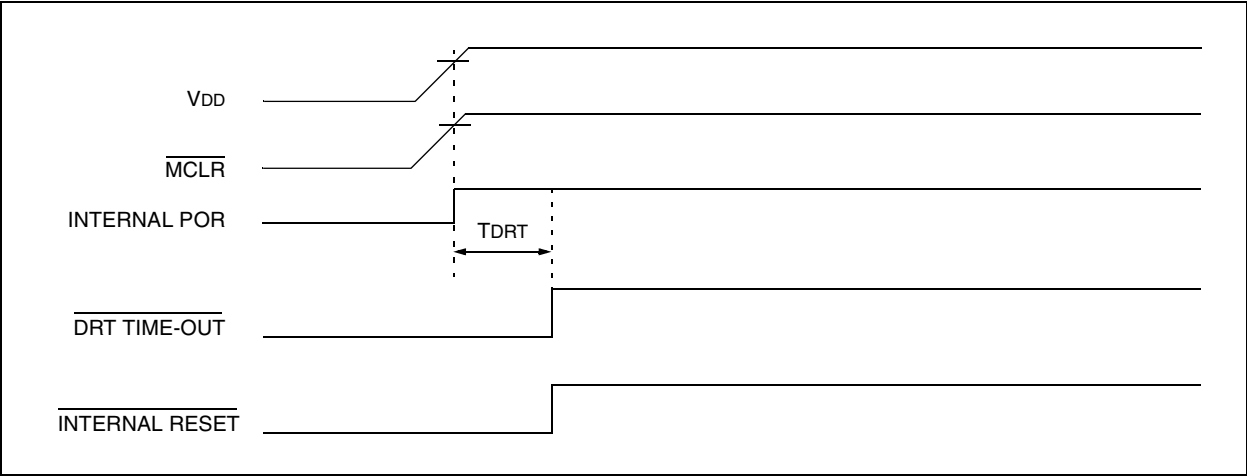 VDD
MCLR
INTERNAL POR
TDRT
DRT TIME-OUT
INTERNAL RESET